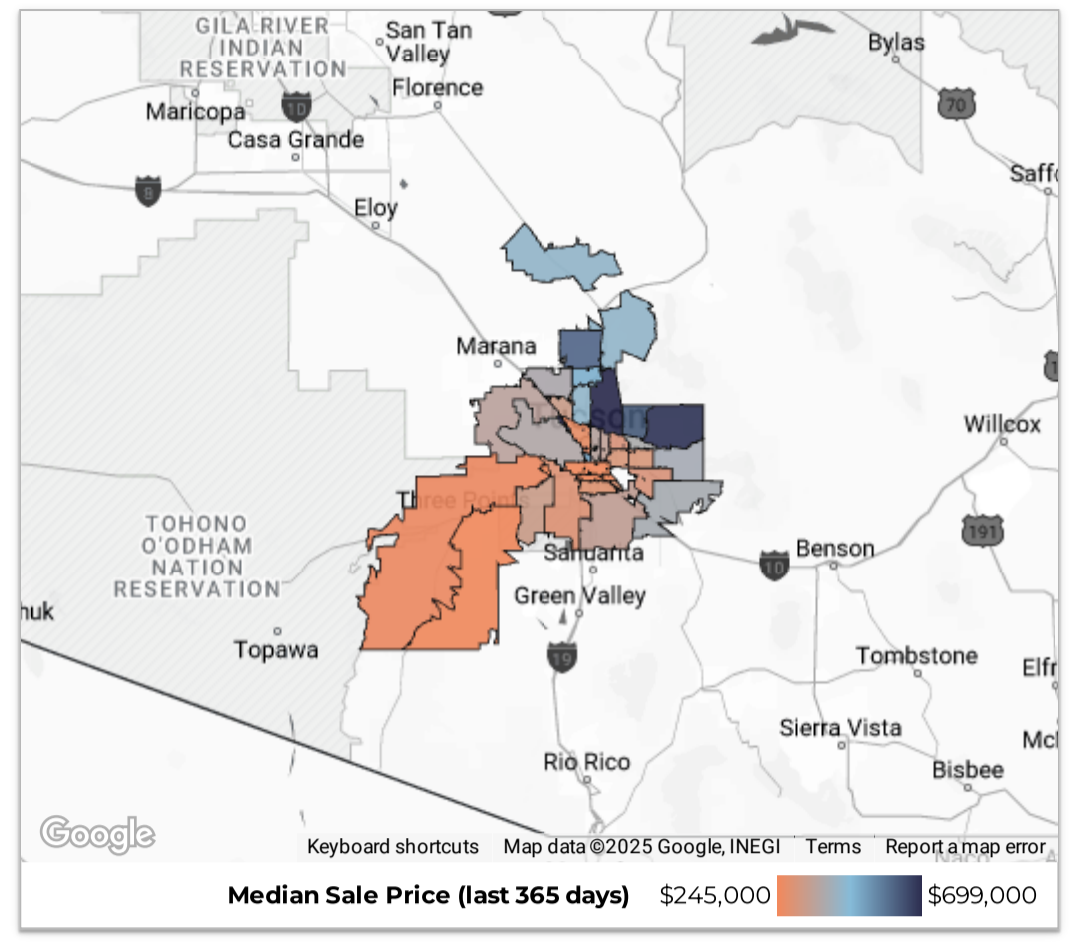 GILA RIVER
INDIAN
RESERVATION
San Tan
Valley
Bylas
Florence
Maricopa
10
70
Casa Grande
8
Eloy
Marana
Tucson
Willcox
Three Points
TOHONO
O'ODHAM
NATION
RESERVATION
191
Sahuarita
10
Benson
Green Valley
Topawa
19
Tombstone
Sierra Vista
Rio Rico
Bisbee
Google
Keyboard shortcuts
Map data ©2025 Google, INEGI
Terms
Report a map error
Naco
Median Sale Price (last 365 days)
$245,000
$699,000